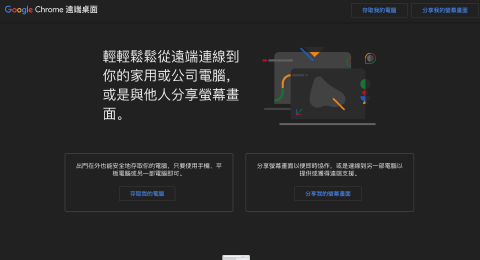 Google Chrome 遠端桌面
存取我的電腦
分享我的螢幕畫面
輕輕鬆鬆從遠端連線到
你的家用或公司電腦，
或是與他人分享螢幕畫
面。
出門在外也能安全地存取你的電腦，只要使用手機、平
板電腦或另一部電腦即可。
存取我的電腦
分享螢幕畫面以便即時協作，或是連線到另一部電腦以
提供或獲得遠端支援。
分享我的螢幕畫面